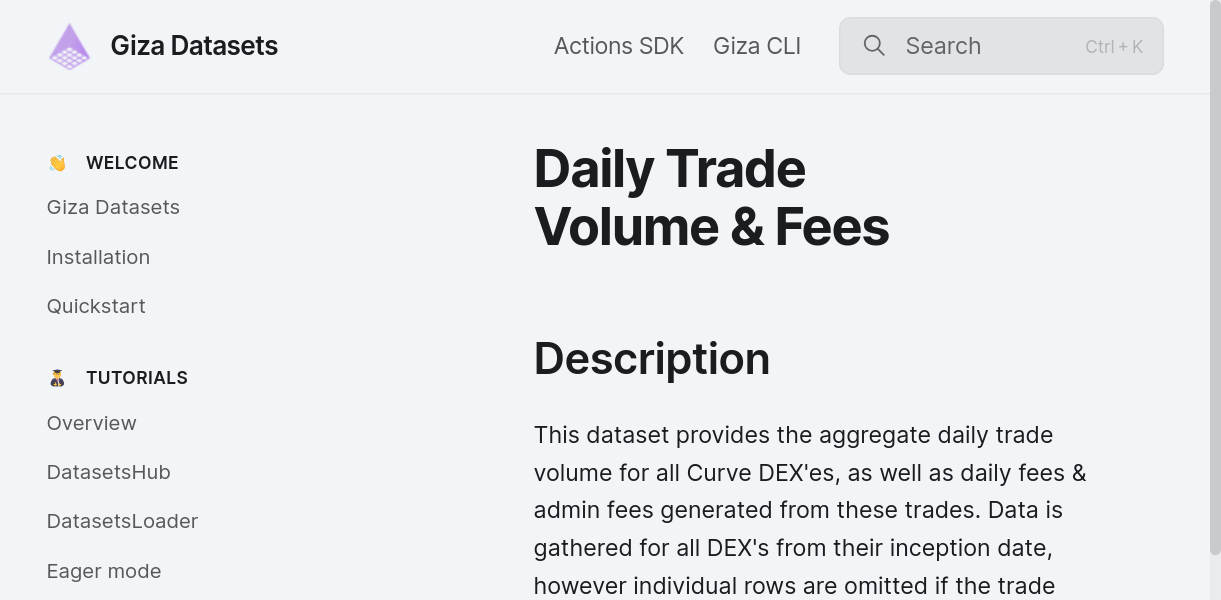 Giza Datasets
Actions SDK
Giza CLI
Search
Ctrl + K
WELCOME
Giza Datasets
Installation
Quickstart
TUTORIALS
Overview
DatasetsHub
DatasetsLoader
Eager mode
Daily Trade
Volume & Fees
Description
This dataset provides the aggregate daily trade
volume for all Curve DEX'es, as well as daily fees &
admin fees generated from these trades. Data is
gathered for all DEX's from their inception date,
however individual rows are omitted if the trade